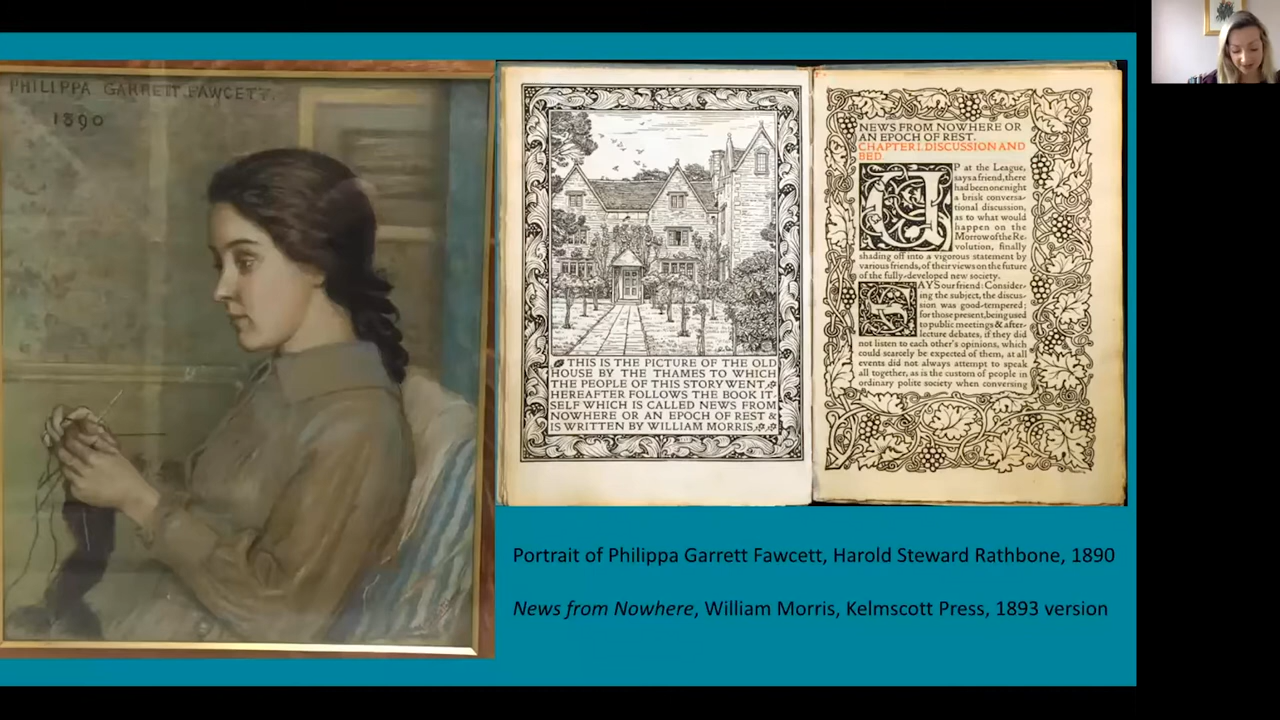 PHILIPPA GARRETT FAWCETT.
1890
THIS IS THE PICTURE OF THE OLD
HOUSE BY THE THAMES TO WHICH
THE PEOPLE OF THIS STORY WENT
HEREAFTER FOLLOWS THE BOOK IT-
SELF WHICH IS CALLED NEWS FROM
NOWHERE OR AN EPOCH OF REST &
IS WRITTEN BY WILLIAM MORRIS
NEWS FROM NOWHERE OR
AN EPOCH OF REST.
CHAPTER I. DISCUSSION AND
BED.
UP at the League,
says a friend, there
had been one night
a brisk conversa-
tional discussion,
as to what would
happen on the
Morrow of the Re-
volution, finally
shading off into a vigorous statement by
various friends, of their views on the future
of the fully-developed new society.
SAYS our friend: Consider-
ing the subject, the discus-
sion was good-tempered;
for those present, being used
to public meetings & after-
lecture debates, if they did
not listen to each other's opinions, which
could scarcely be expected of them, at all
events did not always attempt to speak
all together, as is the custom of people in
ordinary polite society when conversing
Portrait of Philippa Garrett Fawcett, Harold Steward Rathbone, 1890
News from Nowhere, William Morris, Kelmscott Press, 1893 version